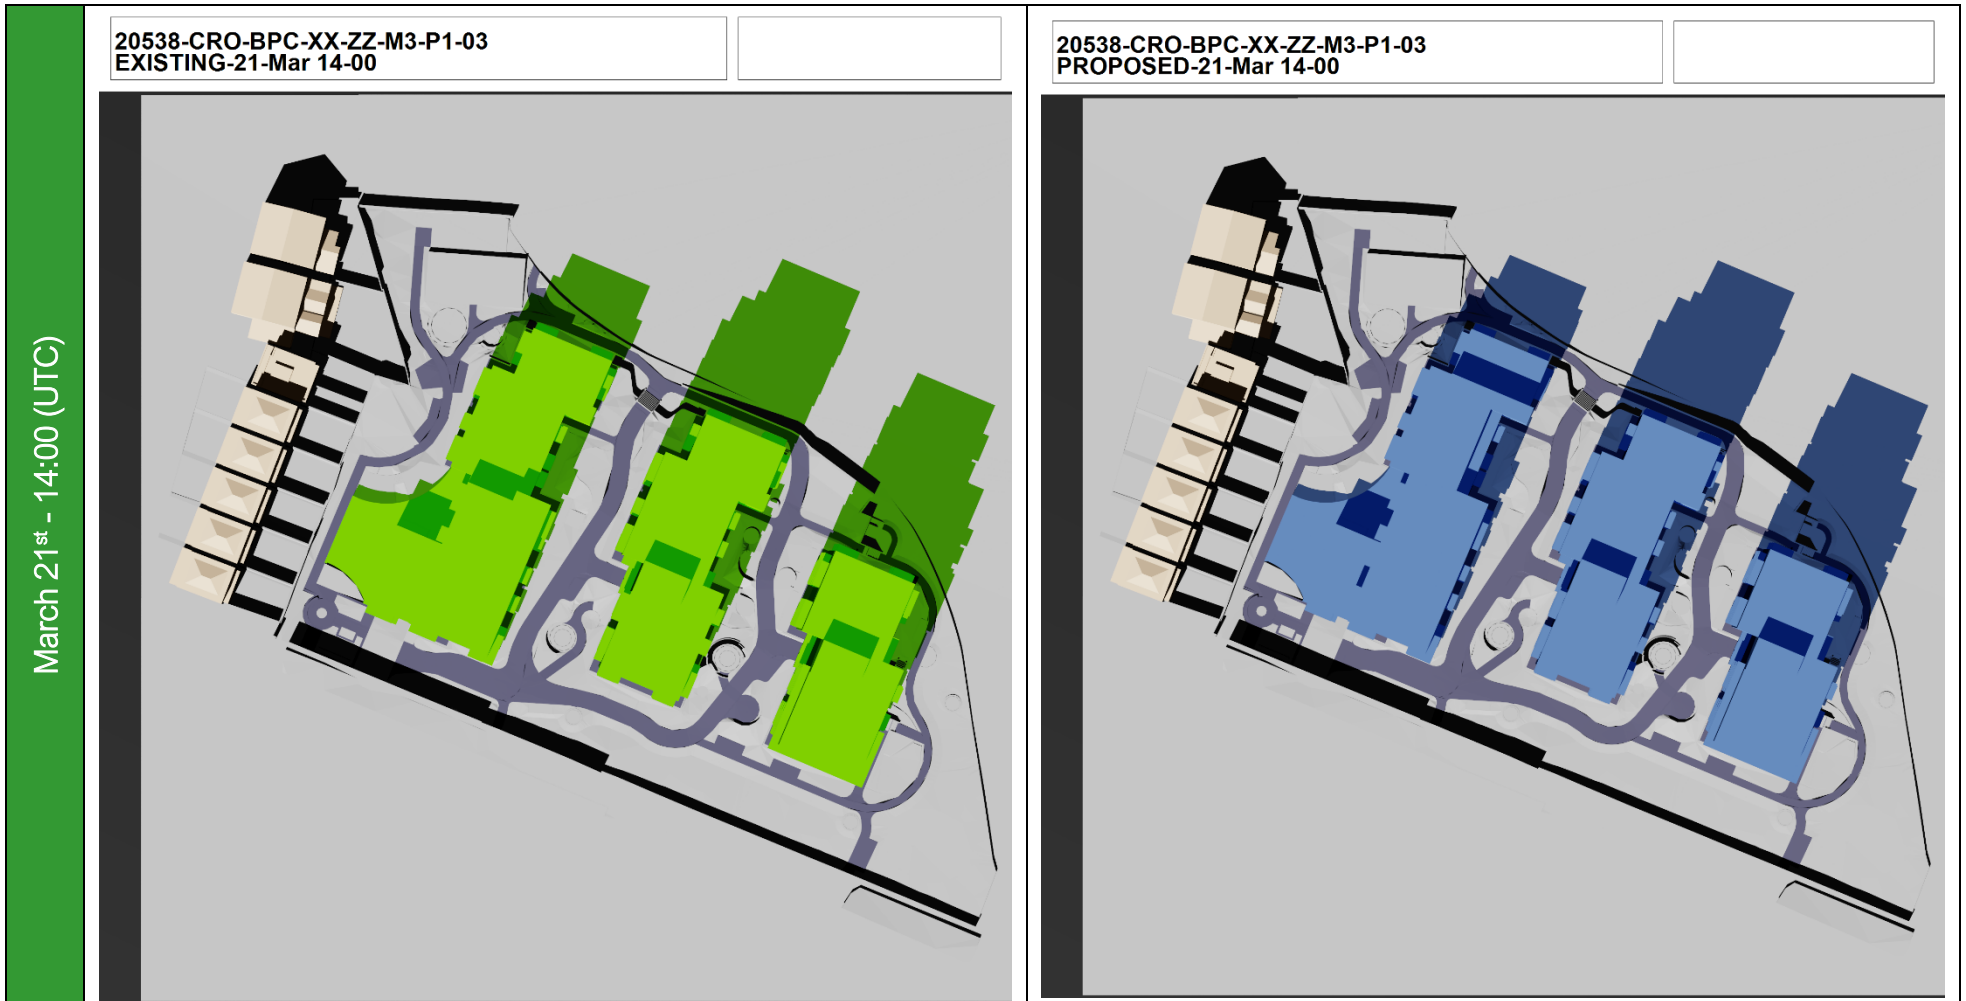 March 21st - 14:00 (UTC)
20538-CRO-BPC-XX-ZZ-M3-P1-03
EXISTING-21-Mar 14-00
20538-CRO-BPC-XX-ZZ-M3-P1-03
PROPOSED-21-Mar 14-00